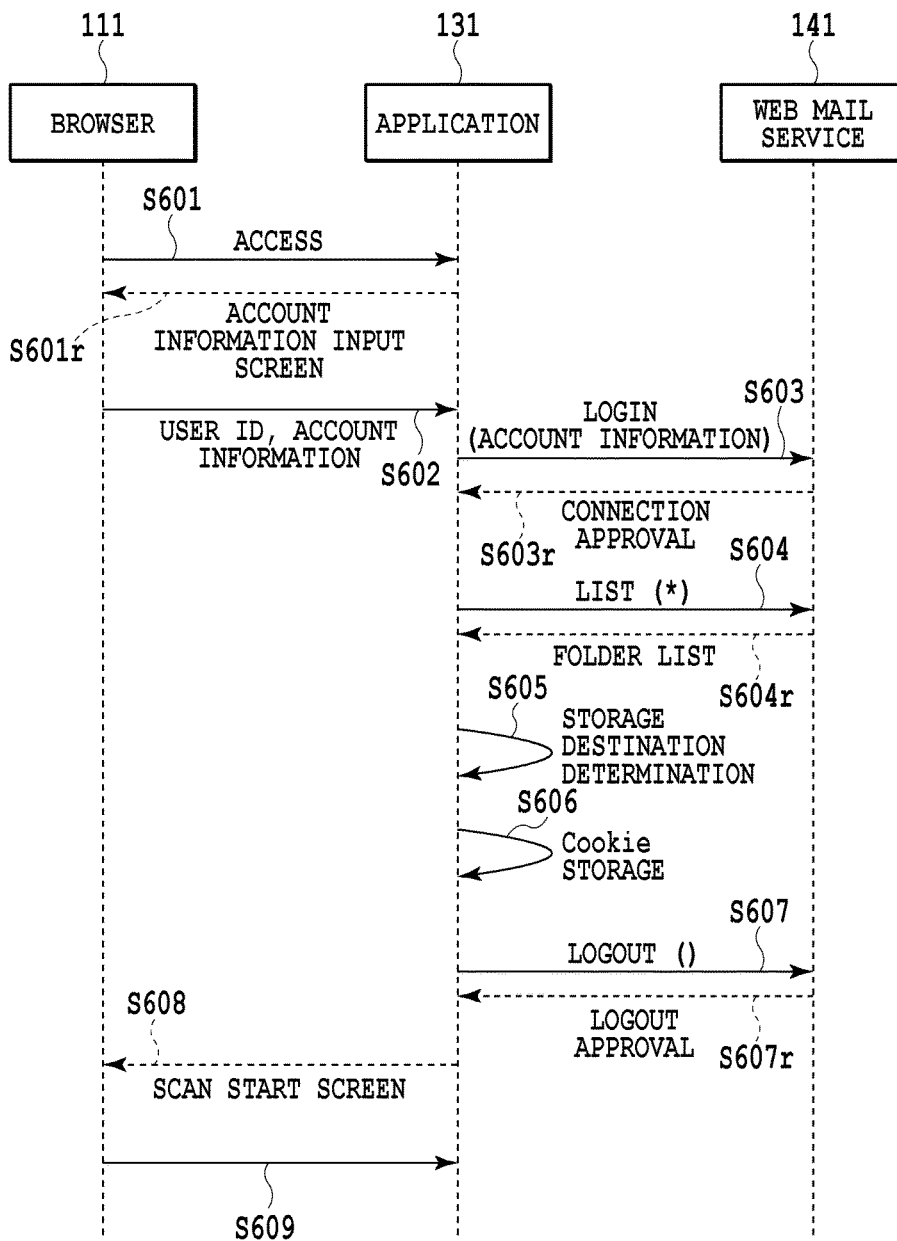 111
131
141
BROWSER
APPLICATION
WEB MAIL
SERVICE
S601
ACCESS
S601r
ACCOUNT
INFORMATION INPUT
SCREEN
USER ID, ACCOUNT
INFORMATION
S602
LOGIN
(ACCOUNT INFORMATION)
S603
CONNECTION
APPROVAL
S603r
S604
LIST (*)
FOLDER LIST
S604r
S605
STORAGE
DESTINATION
DETERMINATION
S606
Cookie
STORAGE
S607
LOGOUT ()
LOGOUT
APPROVAL
S607r
S608
SCAN START SCREEN
S609